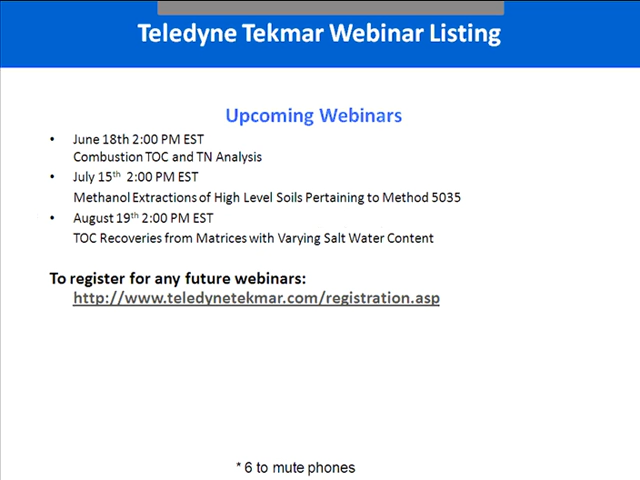 Teledyne Tekmar Webinar Listing
Upcoming Webinars
• June 18th 2:00 PM EST
Combustion TOC and TN Analysis
• July 15th 2:00 PM EST
Methanol Extractions of High Level Soils Pertaining to Method 5035
• August 19th 2:00 PM EST
TOC Recoveries from Matrices with Varying Salt Water Content
To register for any future webinars:
http://www.teledynetekmar.com/registration.asp
* 6 to mute phones